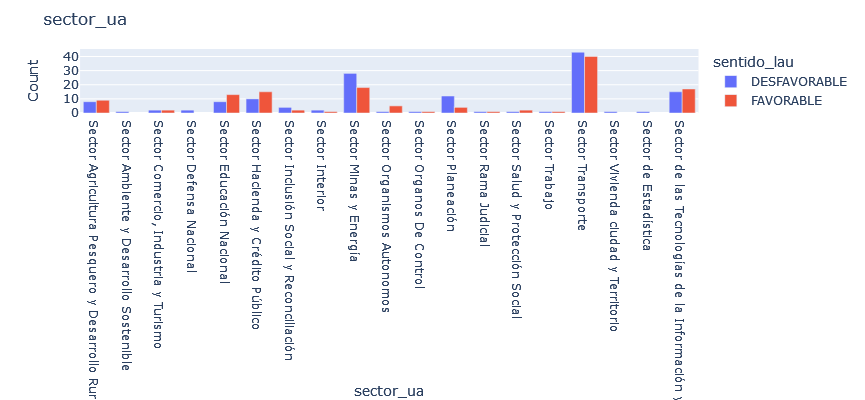 sector_ua
Count
40
30
20
10
0
sentido_lau
DESFAVORABLE
FAVORABLE
Sector Agricultura Pesquero y Desarrollo Rur
Sector Ambiente y Desarrollo Sostenible
Sector Comercio, Industria y Turismo
Sector Defensa Nacional
Sector Educación Nacional
Sector Hacienda y Crédito Público
Sector Inclusión Social y Reconciliación
Sector Interior
Sector Minas y Energía
Sector Organismos Autonomos
Sector Organos De Control
Sector Planeación
Sector Rama Judicial
Sector Salud y Protección Social
Sector Trabajo
Sector Transporte
Sector Vivienda ciudad y Territorio
Sector de Estadística
Sector de las Tecnologías de la Información y
sector_ua